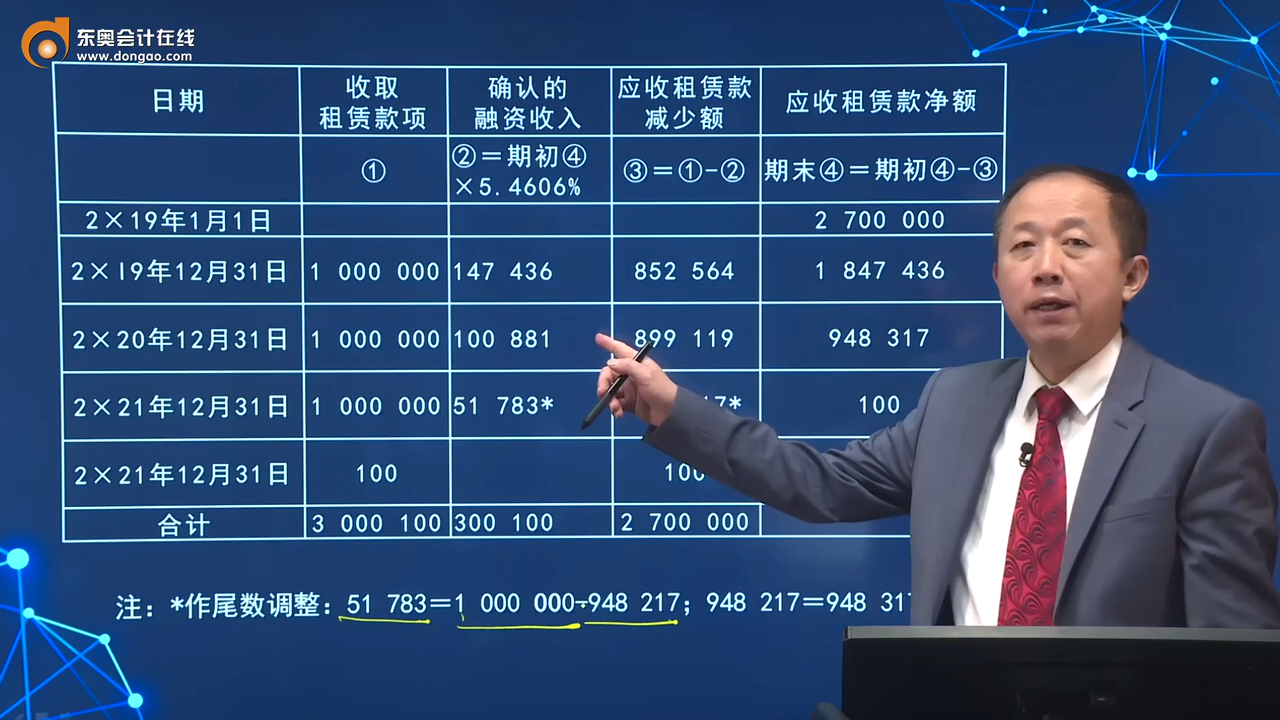 东奥会计在线
www.dongao.com
日期
收取
租赁款项
确认的
融资收入
应收租赁款
减少额
应收租赁款净额
①
②=期初④
×5.4606%
③=①-②
期末④=期初④-③
2×19年1月1日
2 700 000
2×19年12月31日 1 000 000 147 436 852 564 1 847 436
2×20年12月31日 1 000 000 100 881 899 119 948 317
2×21年12月31日 1 000 000 51 783* 17* 100
2×21年12月31日 100 100
合计 3 000 100 300 100 2 700 000
注：*作尾数调整：51 783=1 000 000-948 217；948 217=948 317